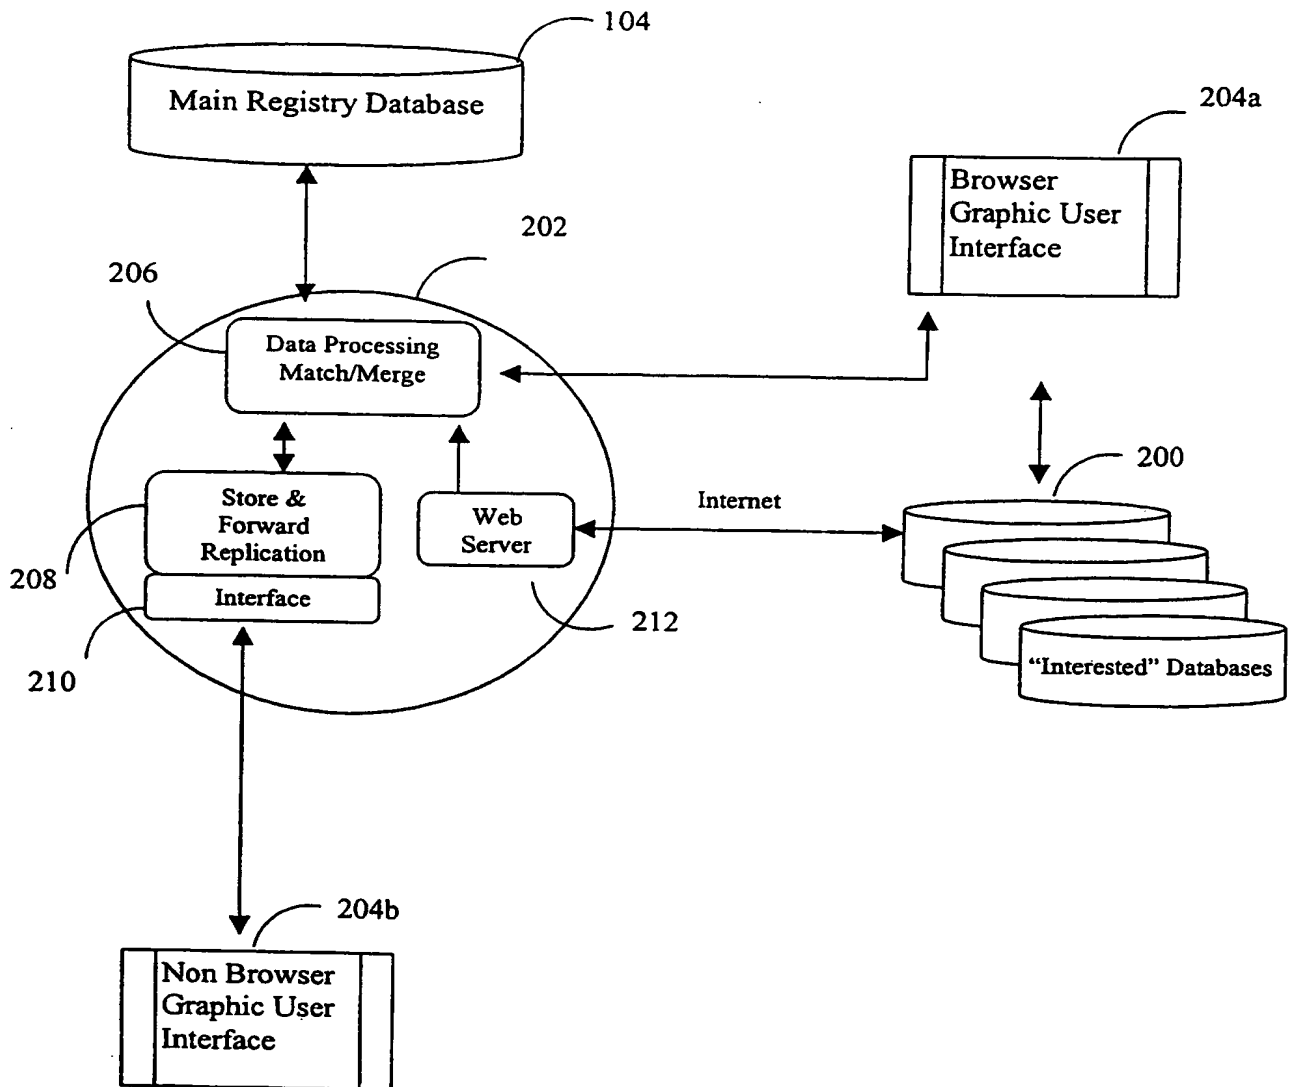 104
Main Registry Database
204a
Browser
Graphic User
Interface
202
206
Data Processing
Match/Merge
200
Store &
Forward
Replication
Web
Server
Internet
208
Interface
212
210
"Interested" Databases
204b
Non Browser
Graphic User
Interface